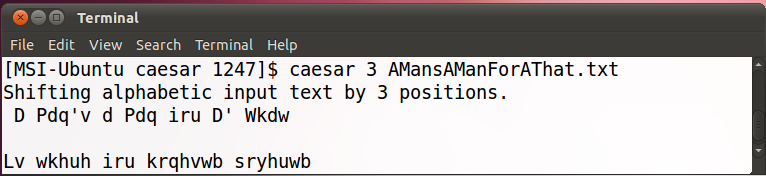 Terminal
File Edit View Search Terminal Help
[MSI-Ubuntu caesar 1247]$ caesar 3 AMansAManForAThat.txt
Shifting alphabetic input text by 3 positions.
D Pdq'v d Pdq iru D' Wkdw
Lv wkhuh iru krqhvwb sryhuwb